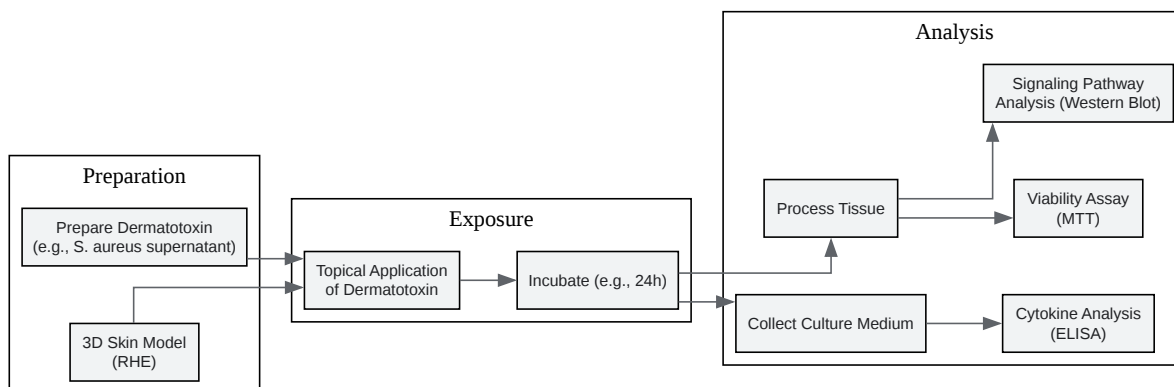 Preparation
Prepare Dermatotoxin
(e.g., S. aureus supernatant)
3D Skin Model
(RHE)
Exposure
Topical Application
of Dermatotoxin
Incubate (e.g., 24h)
Analysis
Signaling Pathway
Analysis (Western Blot)
Process Tissue
Viability Assay
(MTT)
Collect Culture Medium
Cytokine Analysis
(ELISA)